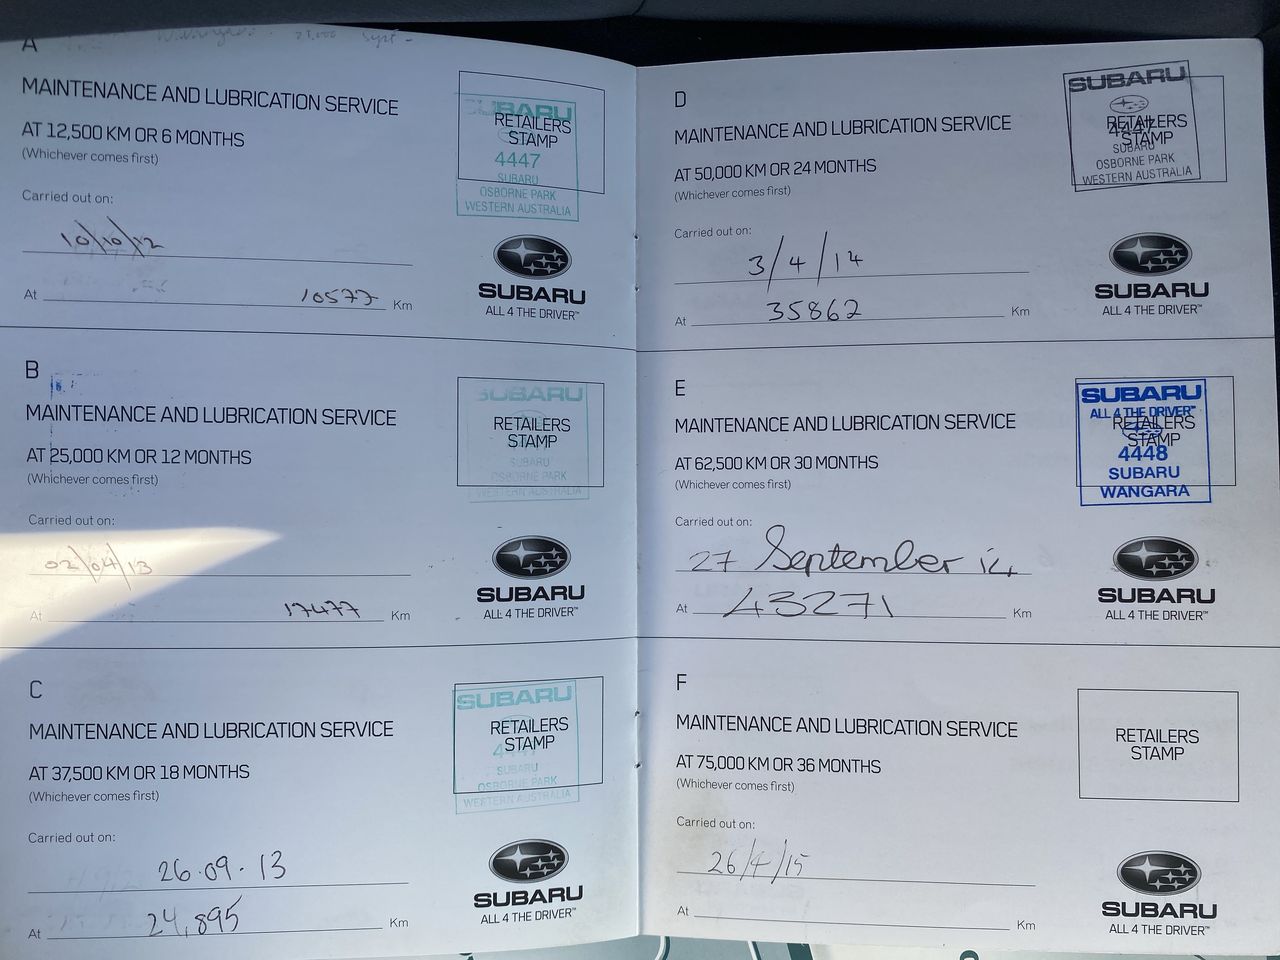 A
MAINTENANCE AND LUBRICATION SERVICE
AT 12,500 KM OR 6 MONTHS
(Whichever comes first)
Carried out on:
10/10/12
At 10577 Km
SUBARU
RETAILERS
STAMP
4447
SUBARU
OSBORNE PARK
WESTERN AUSTRALIA
SUBARU
ALL 4 THE DRIVER™
B
MAINTENANCE AND LUBRICATION SERVICE
AT 25,000 KM OR 12 MONTHS
(Whichever comes first)
Carried out on:
02/04/13
At 17477 Km
SUBARU
RETAILERS
STAMP
SUBARU
OSBORNE PARK
WESTERN AUSTRALIA
SUBARU
ALL 4 THE DRIVER™
C
MAINTENANCE AND LUBRICATION SERVICE
AT 37,500 KM OR 18 MONTHS
(Whichever comes first)
Carried out on:
26.09.13
At 24,895 Km
SUBARU
RETAILERS
STAMP
SUBARU
OSBORNE PARK
WESTERN AUSTRALIA
SUBARU
ALL 4 THE DRIVER™
D
MAINTENANCE AND LUBRICATION SERVICE
AT 50,000 KM OR 24 MONTHS
(Whichever comes first)
Carried out on:
3/4/14
At 35862 Km
SUBARU
RETAILERS
STAMP
4447
SUBARU
OSBORNE PARK
WESTERN AUSTRALIA
SUBARU
ALL 4 THE DRIVER™
E
MAINTENANCE AND LUBRICATION SERVICE
AT 62,500 KM OR 30 MONTHS
(Whichever comes first)
Carried out on:
27 September 14
At 43271 Km
SUBARU
ALL 4 THE DRIVER™
RETAILERS
STAMP
4448
SUBARU
WANGARA
SUBARU
ALL 4 THE DRIVER™
F
MAINTENANCE AND LUBRICATION SERVICE
AT 75,000 KM OR 36 MONTHS
(Whichever comes first)
Carried out on:
26/4/15
At Km
RETAILERS
STAMP
SUBARU
ALL 4 THE DRIVER™